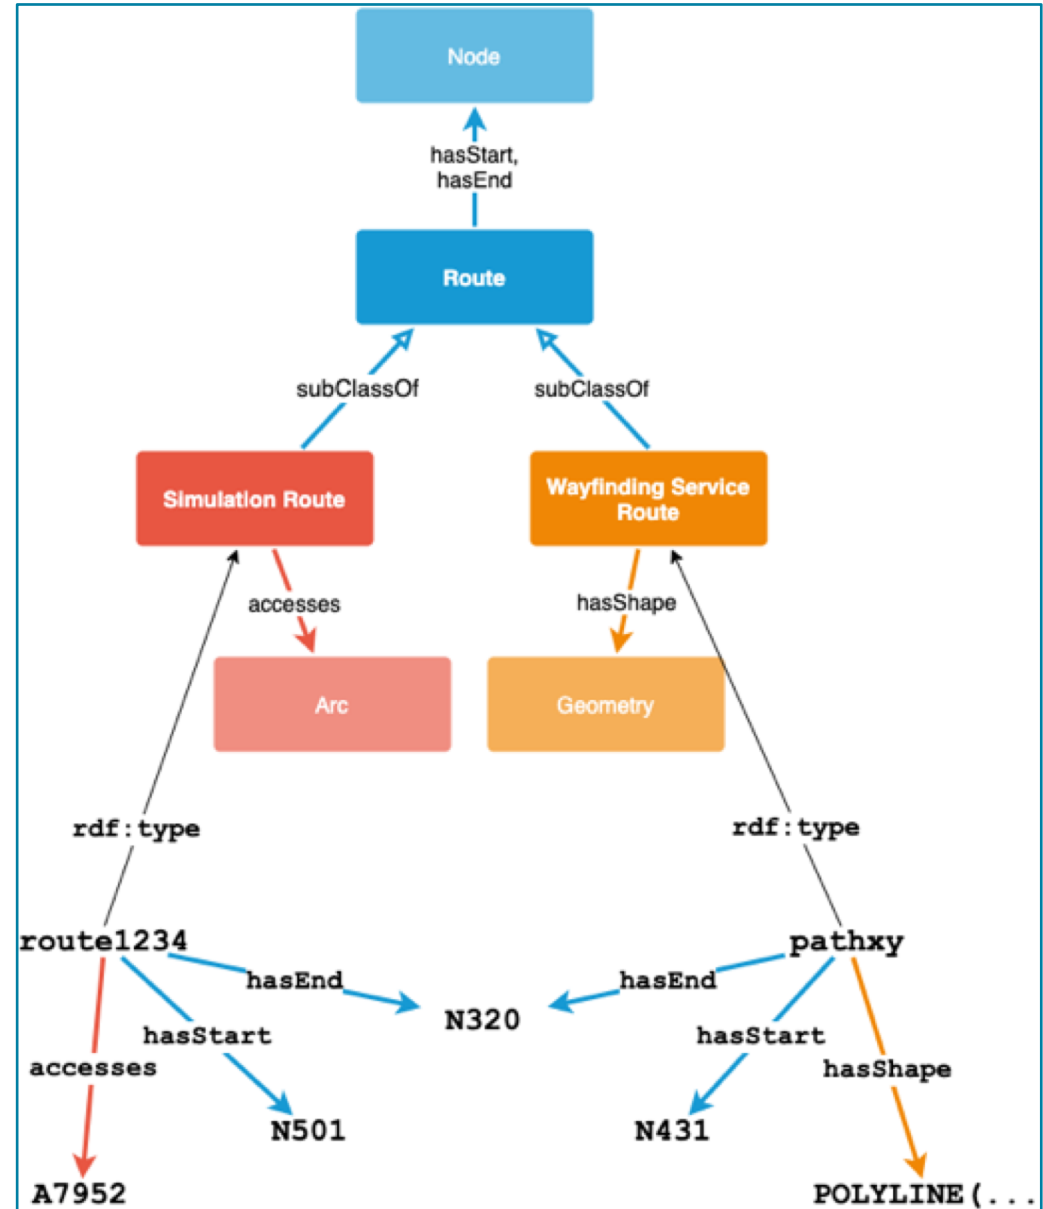 Node
hasStart,
hasEnd
Route
subClassOf
subClassOf
Simulation Route
Wayfinding Service
Route
accesses
hasShape
Arc
Geometry
rdf:type
rdf:type
route1234
pathxy
hasEnd
hasEnd
N320
hasStart
hasStart
accesses
hasShape
N501
N431
A7952
POLYLINE(...